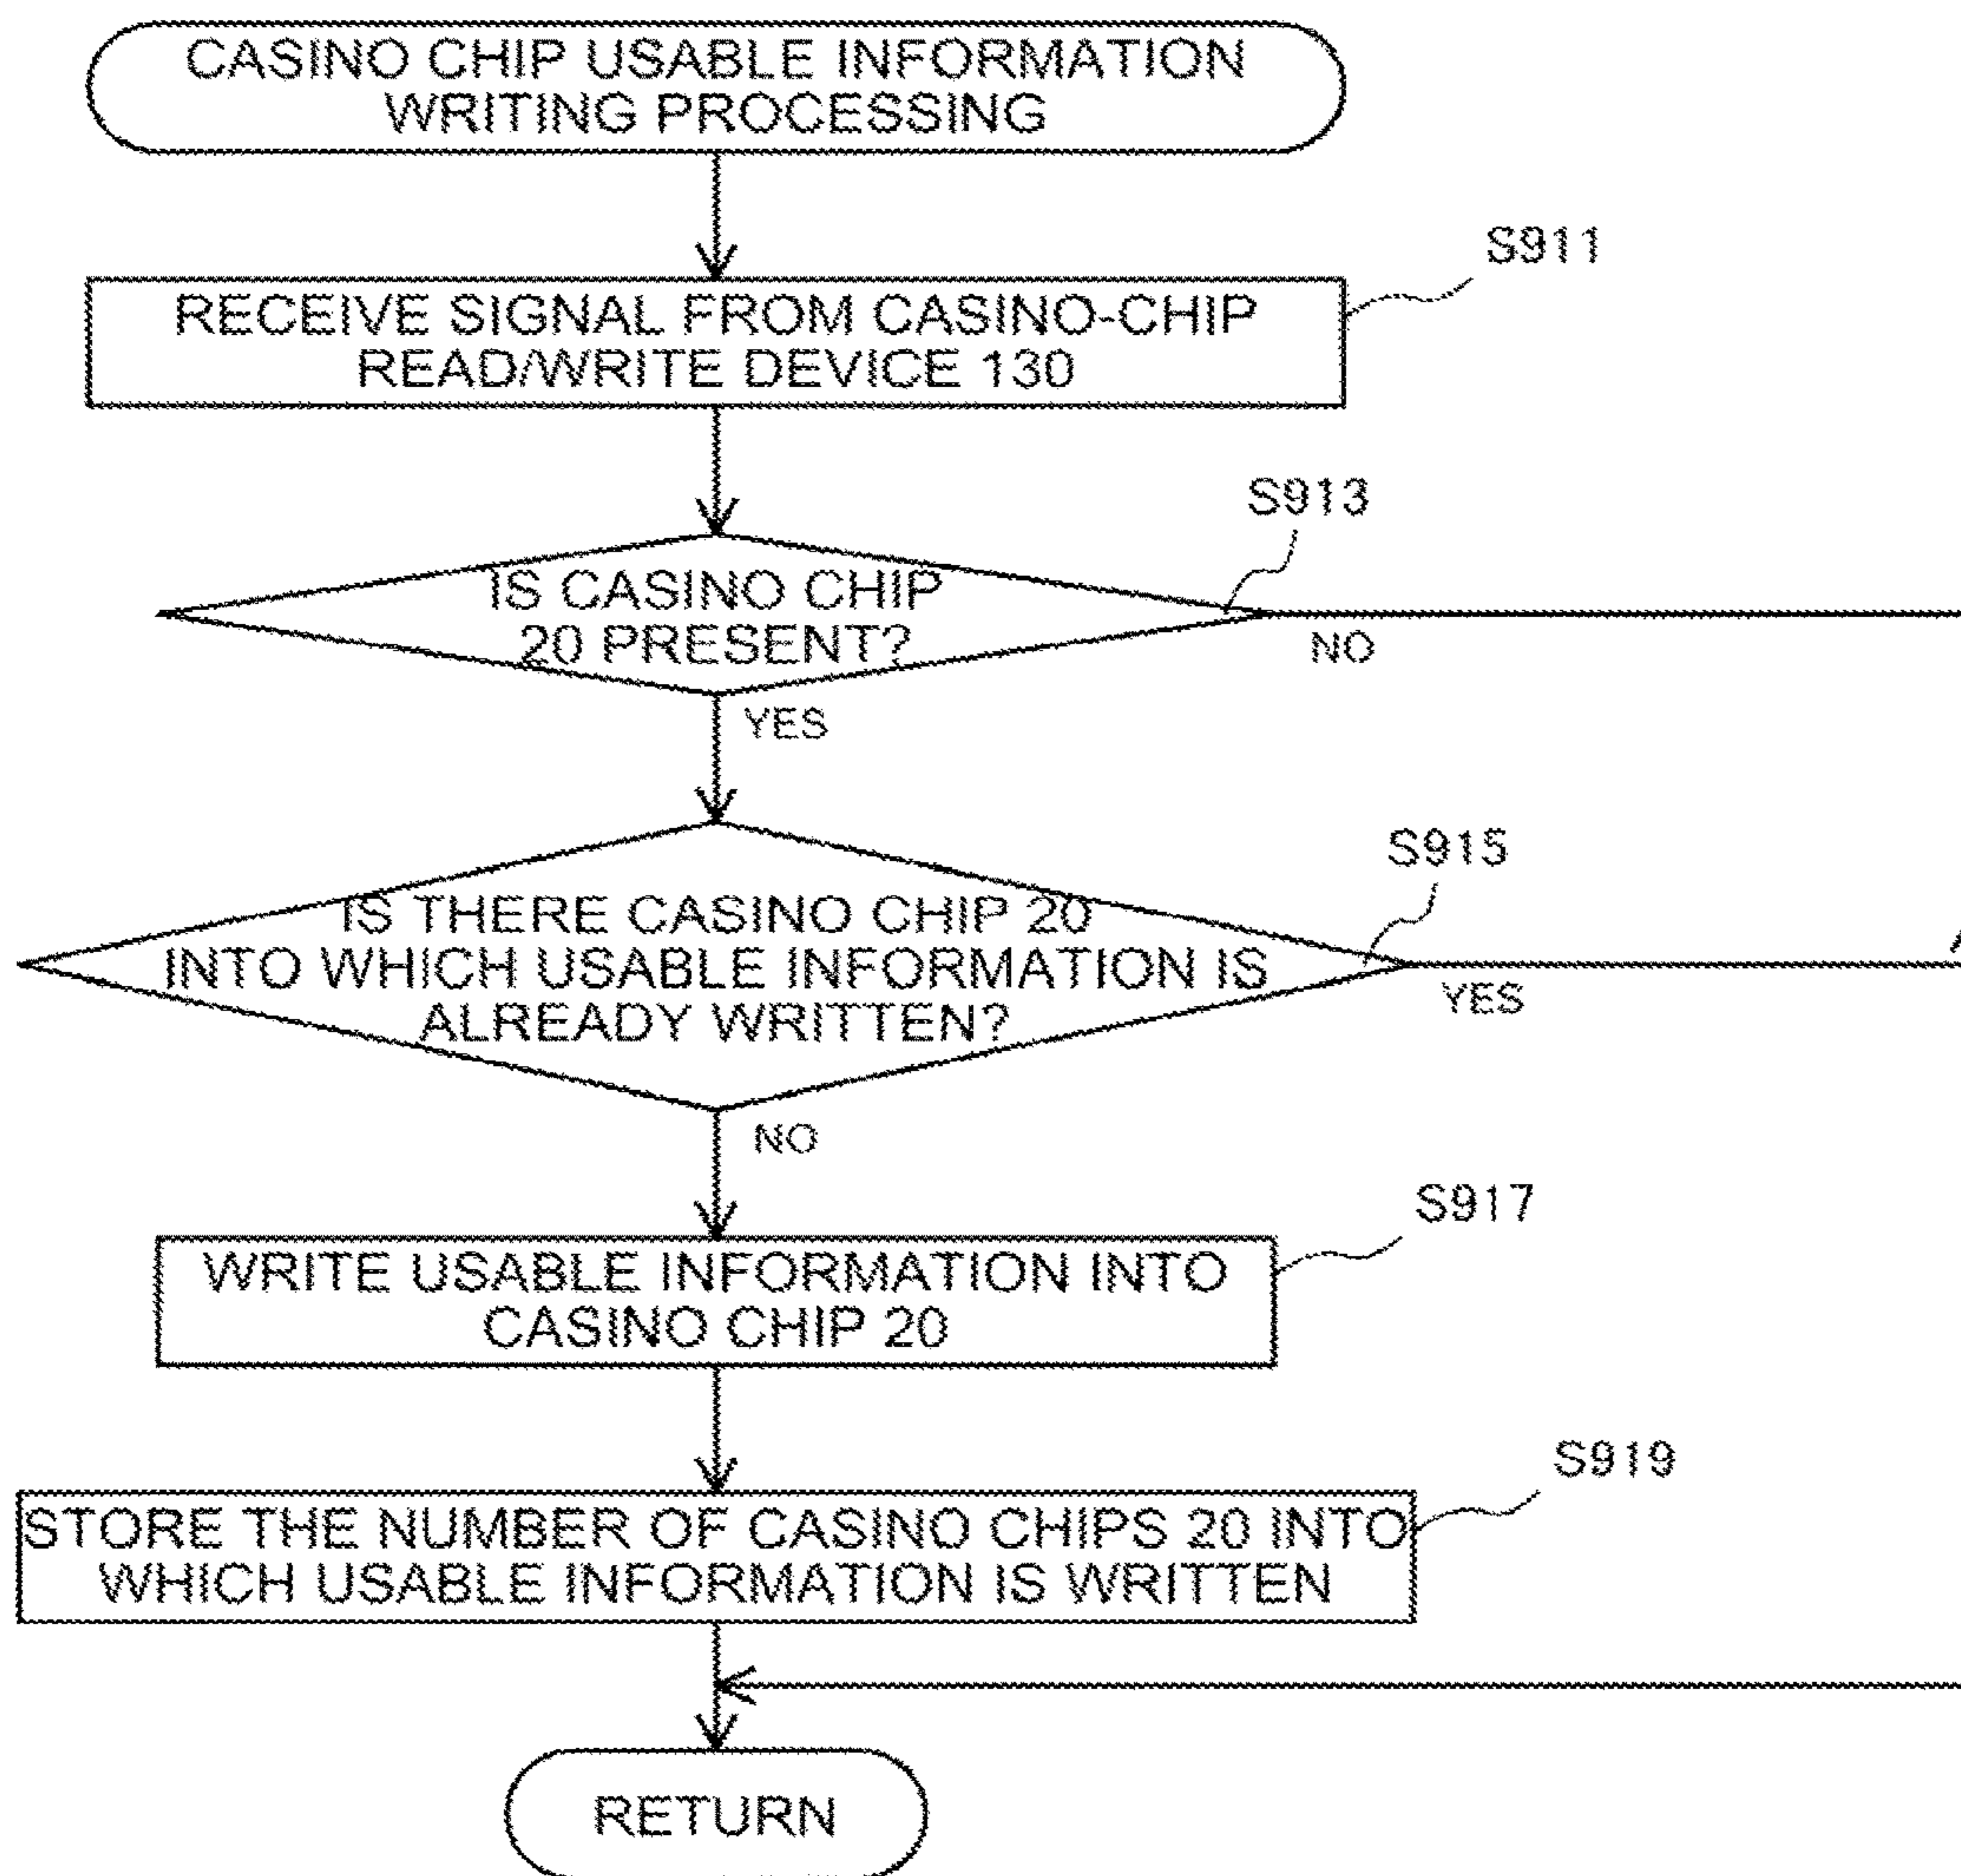 CASINO CHIP USABLE INFORMATION
WRITING PROCESSING
S911
RECEIVE SIGNAL FROM CASINO-CHIP
READ/WRITE DEVICE 130
S913
IS CASINO CHIP
20 PRESENT?
NO
YES
S915
IS THERE CASINO CHIP 20
INTO WHICH USABLE INFORMATION IS
ALREADY WRITTEN?
YES
NO
S917
WRITE USABLE INFORMATION INTO
CASINO CHIP 20
S919
STORE THE NUMBER OF CASINO CHIPS 20 INTO
WHICH USABLE INFORMATION IS WRITTEN
RETURN